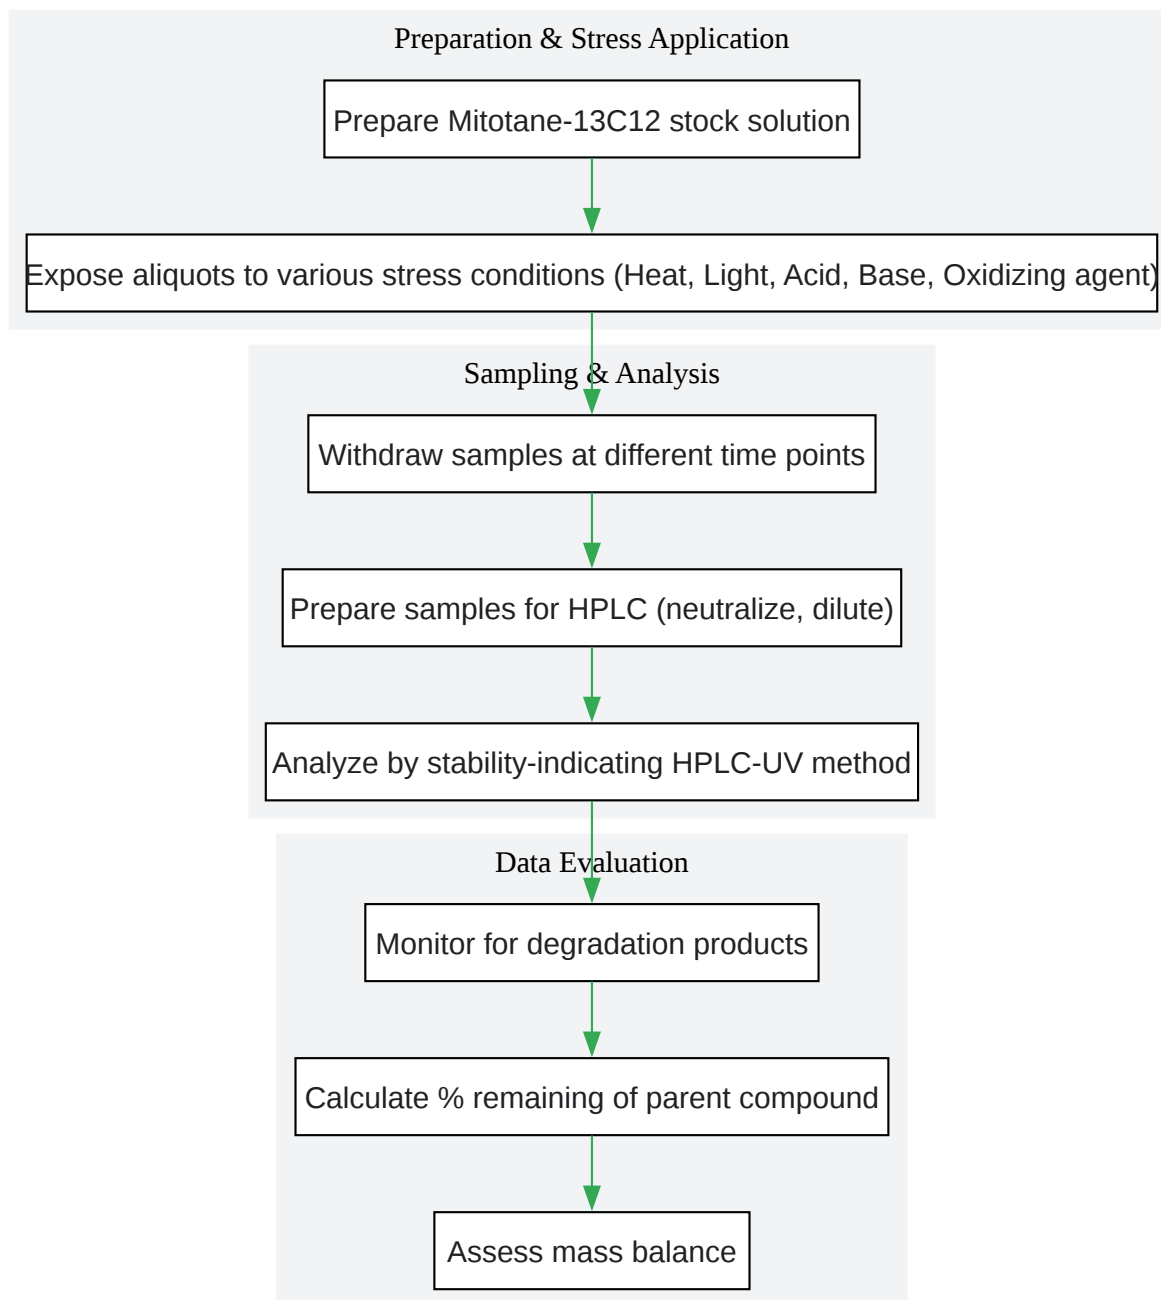 Preparation & Stress Application
Prepare Mitotane-13C12 stock solution
Expose aliquots to various stress conditions (Heat, Light, Acid, Base, Oxidizing agent)
Sampling & Analysis
Withdraw samples at different time points
Prepare samples for HPLC (neutralize, dilute)
Analyze by stability-indicating HPLC-UV method
Data Evaluation
Monitor for degradation products
Calculate % remaining of parent compound
Assess mass balance